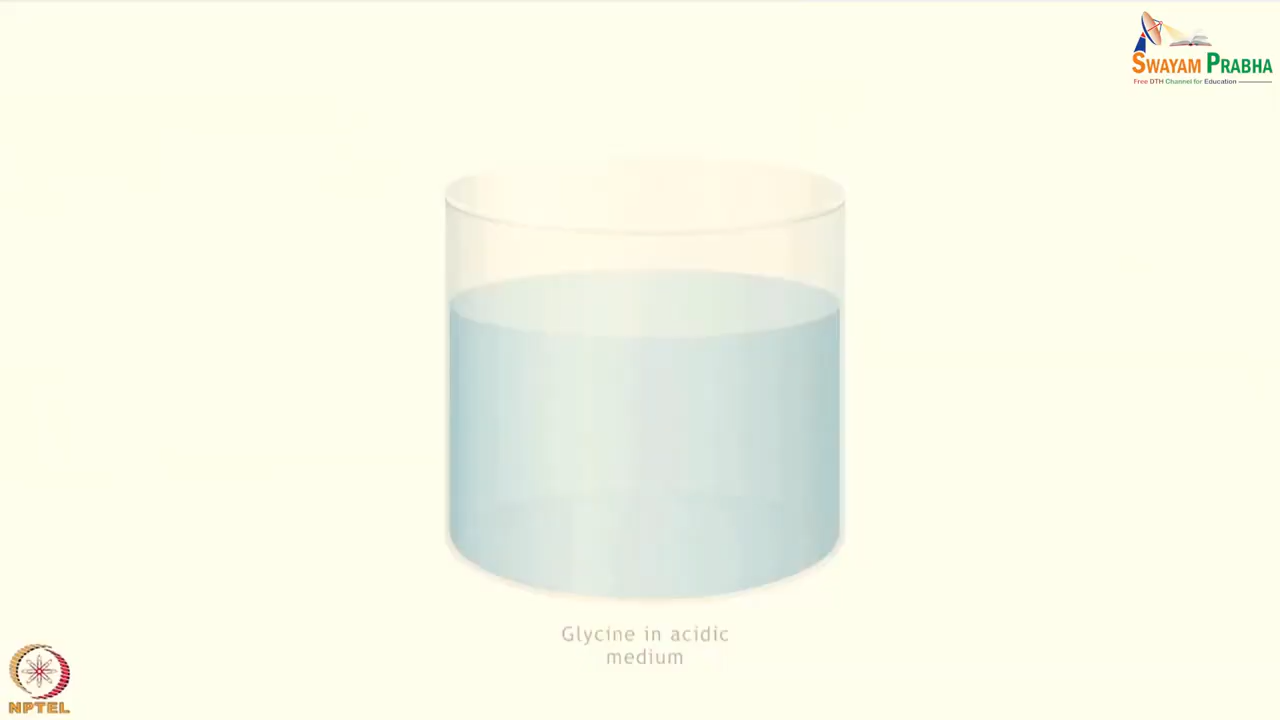 SWAYAM PRABHA
Free DTH Channel for Education
Glycine in acidic
medium
NPTEL